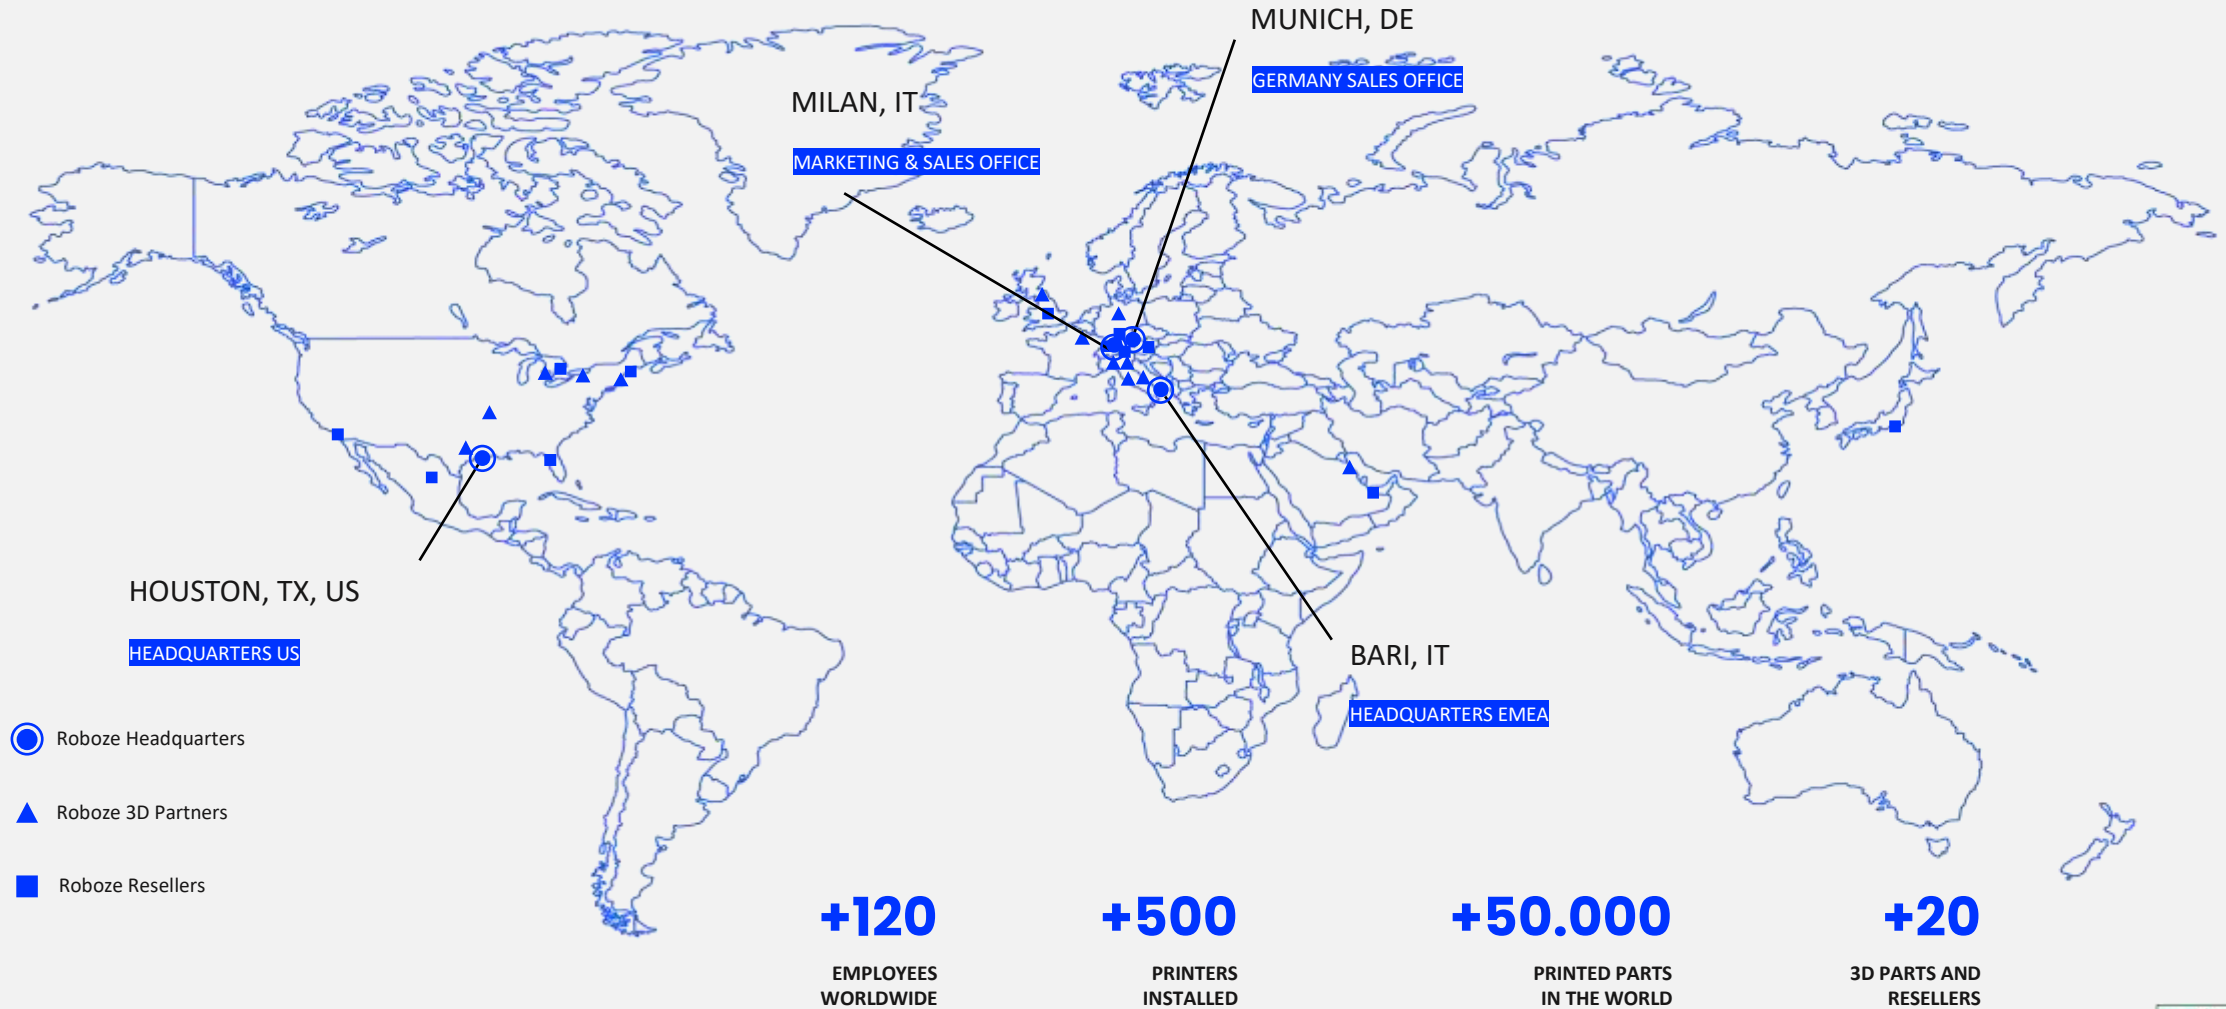 MUNICH, DE
GERMANY SALES OFFICE
MILAN, IT
MARKETING & SALES OFFICE
HOUSTON, TX, US
HEADQUARTERS US
BARI, IT
HEADQUARTERS EMEA
Roboze Headquarters
Roboze 3D Partners
Roboze Resellers
+120
EMPLOYEES
WORLDWIDE
+500
PRINTERS
INSTALLED
+50.000
PRINTED PARTS
IN THE WORLD
+20
3D PARTS AND
RESELLERS